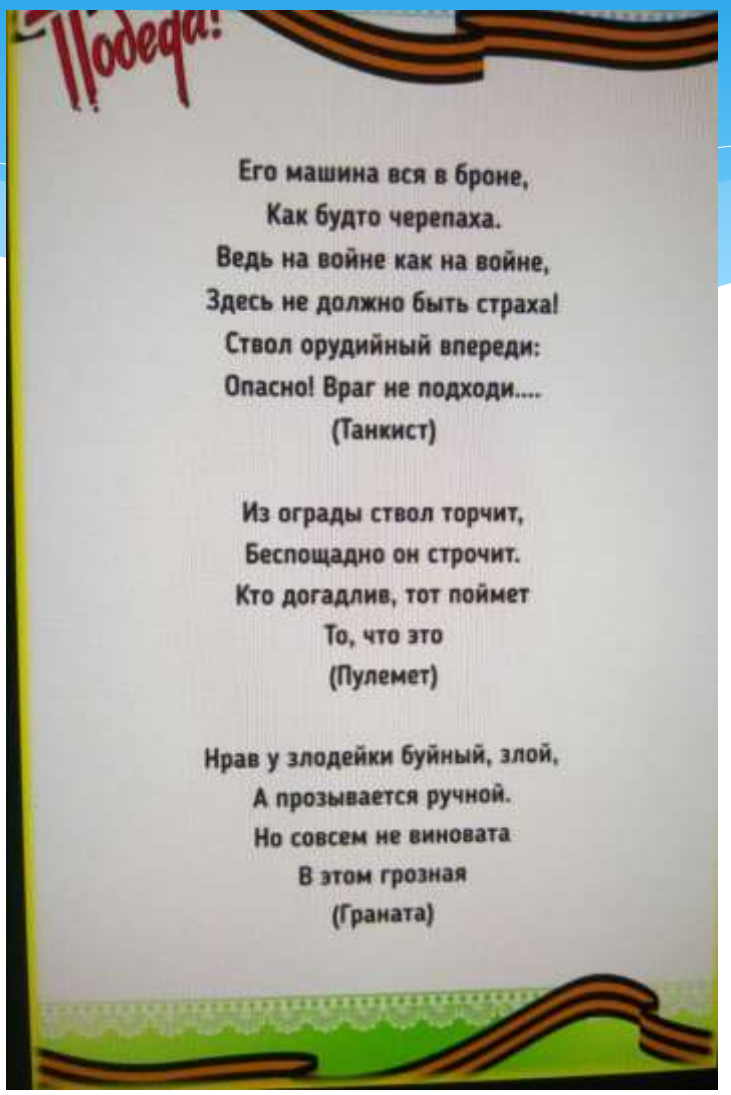 Победа!
Его машина вся в броне,
Как будто черепаха.
Ведь на войне как на войне,
Здесь не должно быть страха!
Ствол орудийный впереди:
Опасно! Враг не подходи....
(Танкист)
Из ограды ствол торчит,
Беспощадно он строчит.
Кто догадлив, тот поймет
То, что это
(Пулемет)
Нрав у злодейки буйный, злой,
А прозывается ручной.
Но совсем не виновата
В этом грозная
(Граната)